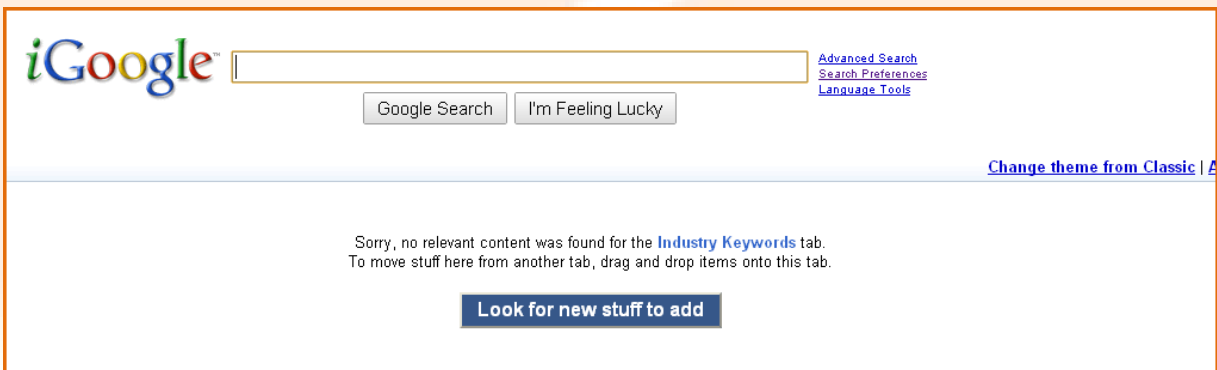 iGoogle™
Advanced Search
Search Preferences
Language Tools
Google Search
I'm Feeling Lucky
Change theme from Classic | A
Sorry, no relevant content was found for the Industry Keywords tab.
To move stuff here from another tab, drag and drop items onto this tab.
Look for new stuff to add